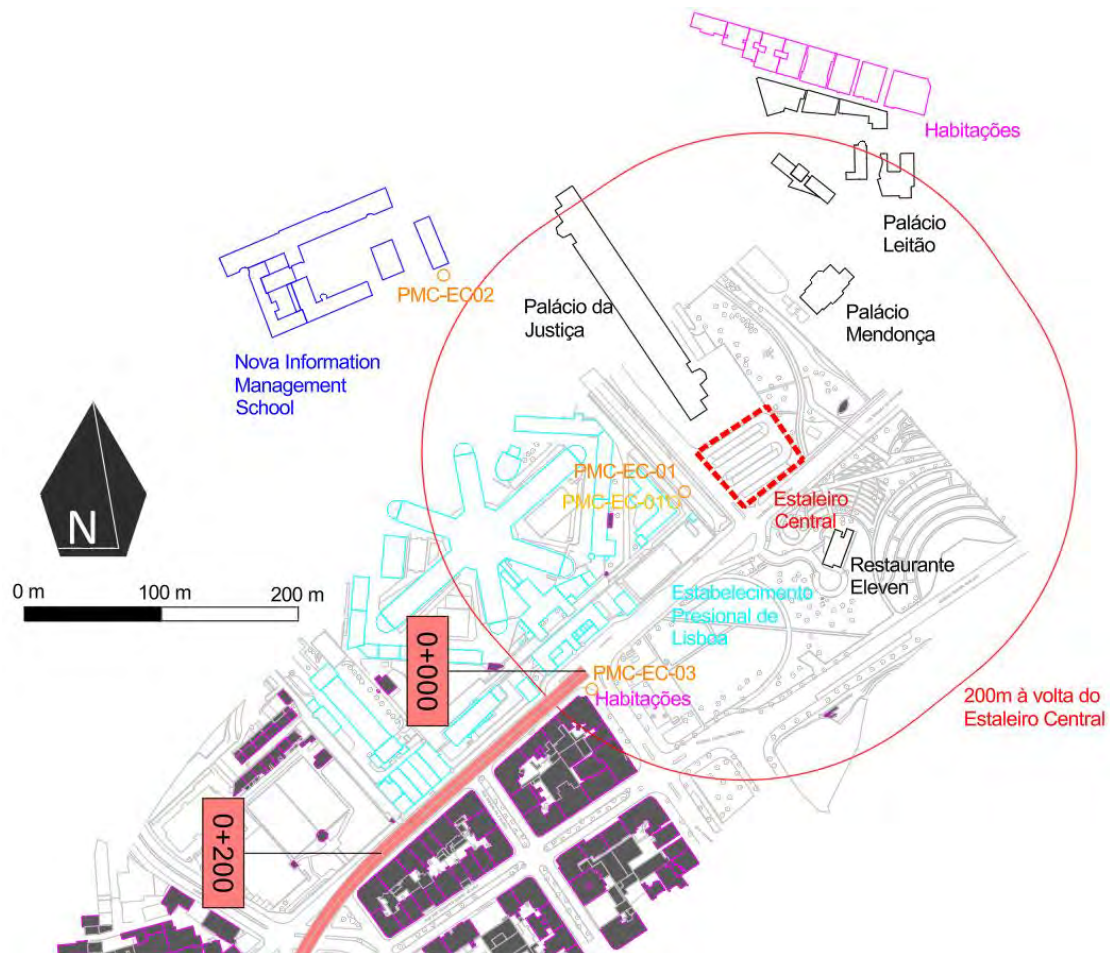 Habitações
Palácio
Leitão
PMC-EC02
Palácio da
Justiça
Palácio
Mendonça
Nova Information
Management
School
PMC-EC-01
PMC-EC-01'
Estaleiro
Central
N
Restaurante
Eleven
0 m
100 m
200 m
Estabelecimento
Presional de
Lisboa
0+000
PMC-EC-03
Habitações
200m à volta do
Estaleiro Central
0+200